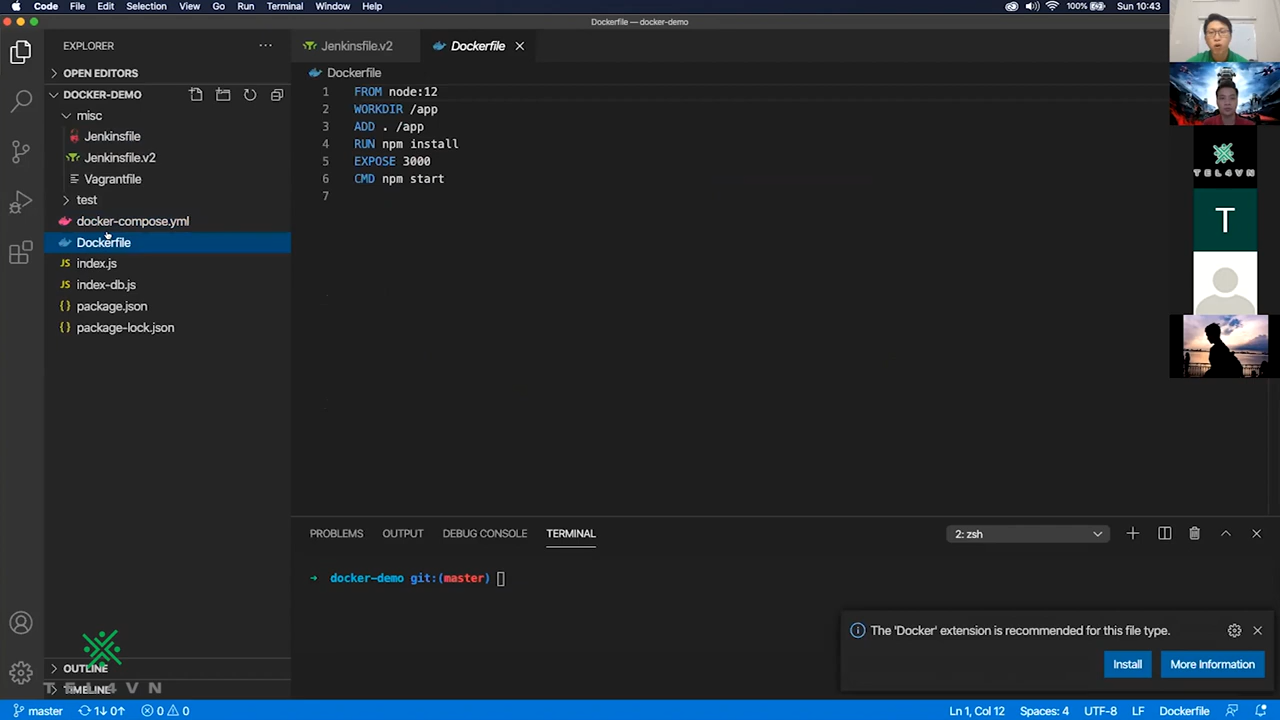 Code File Edit Selection View Go Run Terminal Window Help 100% Sun 10:43
Dockerfile — docker-demo
EXPLORER
Jenkinsfile.v2 Dockerfile
OPEN EDITORS
DOCKER-DEMO
misc
Jenkinsfile
Jenkinsfile.v2
Vagrantfile
test
docker-compose.yml
Dockerfile
index.js
index-db.js
package.json
package-lock.json
Dockerfile
1 FROM node:12
2 WORKDIR /app
3 ADD . /app
4 RUN npm install
5 EXPOSE 3000
6 CMD npm start
7
TEL4VN
T
PROBLEMS OUTPUT DEBUG CONSOLE TERMINAL 2: zsh
→ docker-demo git:(master)
The 'Docker' extension is recommended for this file type.
Install More Information
OUTLINE
TIMELINE
TEL4VN
master 1↓ 0↑ 0 0 Ln 1, Col 12 Spaces: 4 UTF-8 LF Dockerfile